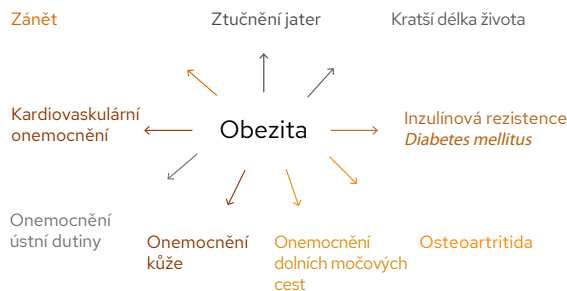 Zánět
Ztučnění jater
Kratší délka života
Kardiovaskulární
onemocnění
Obezita
Inzulínová rezistence
Diabetes mellitus
Onemocnění
ústní dutiny
Onemocnění
kůže
Onemocnění
dolních močových
cest
Osteoartritida